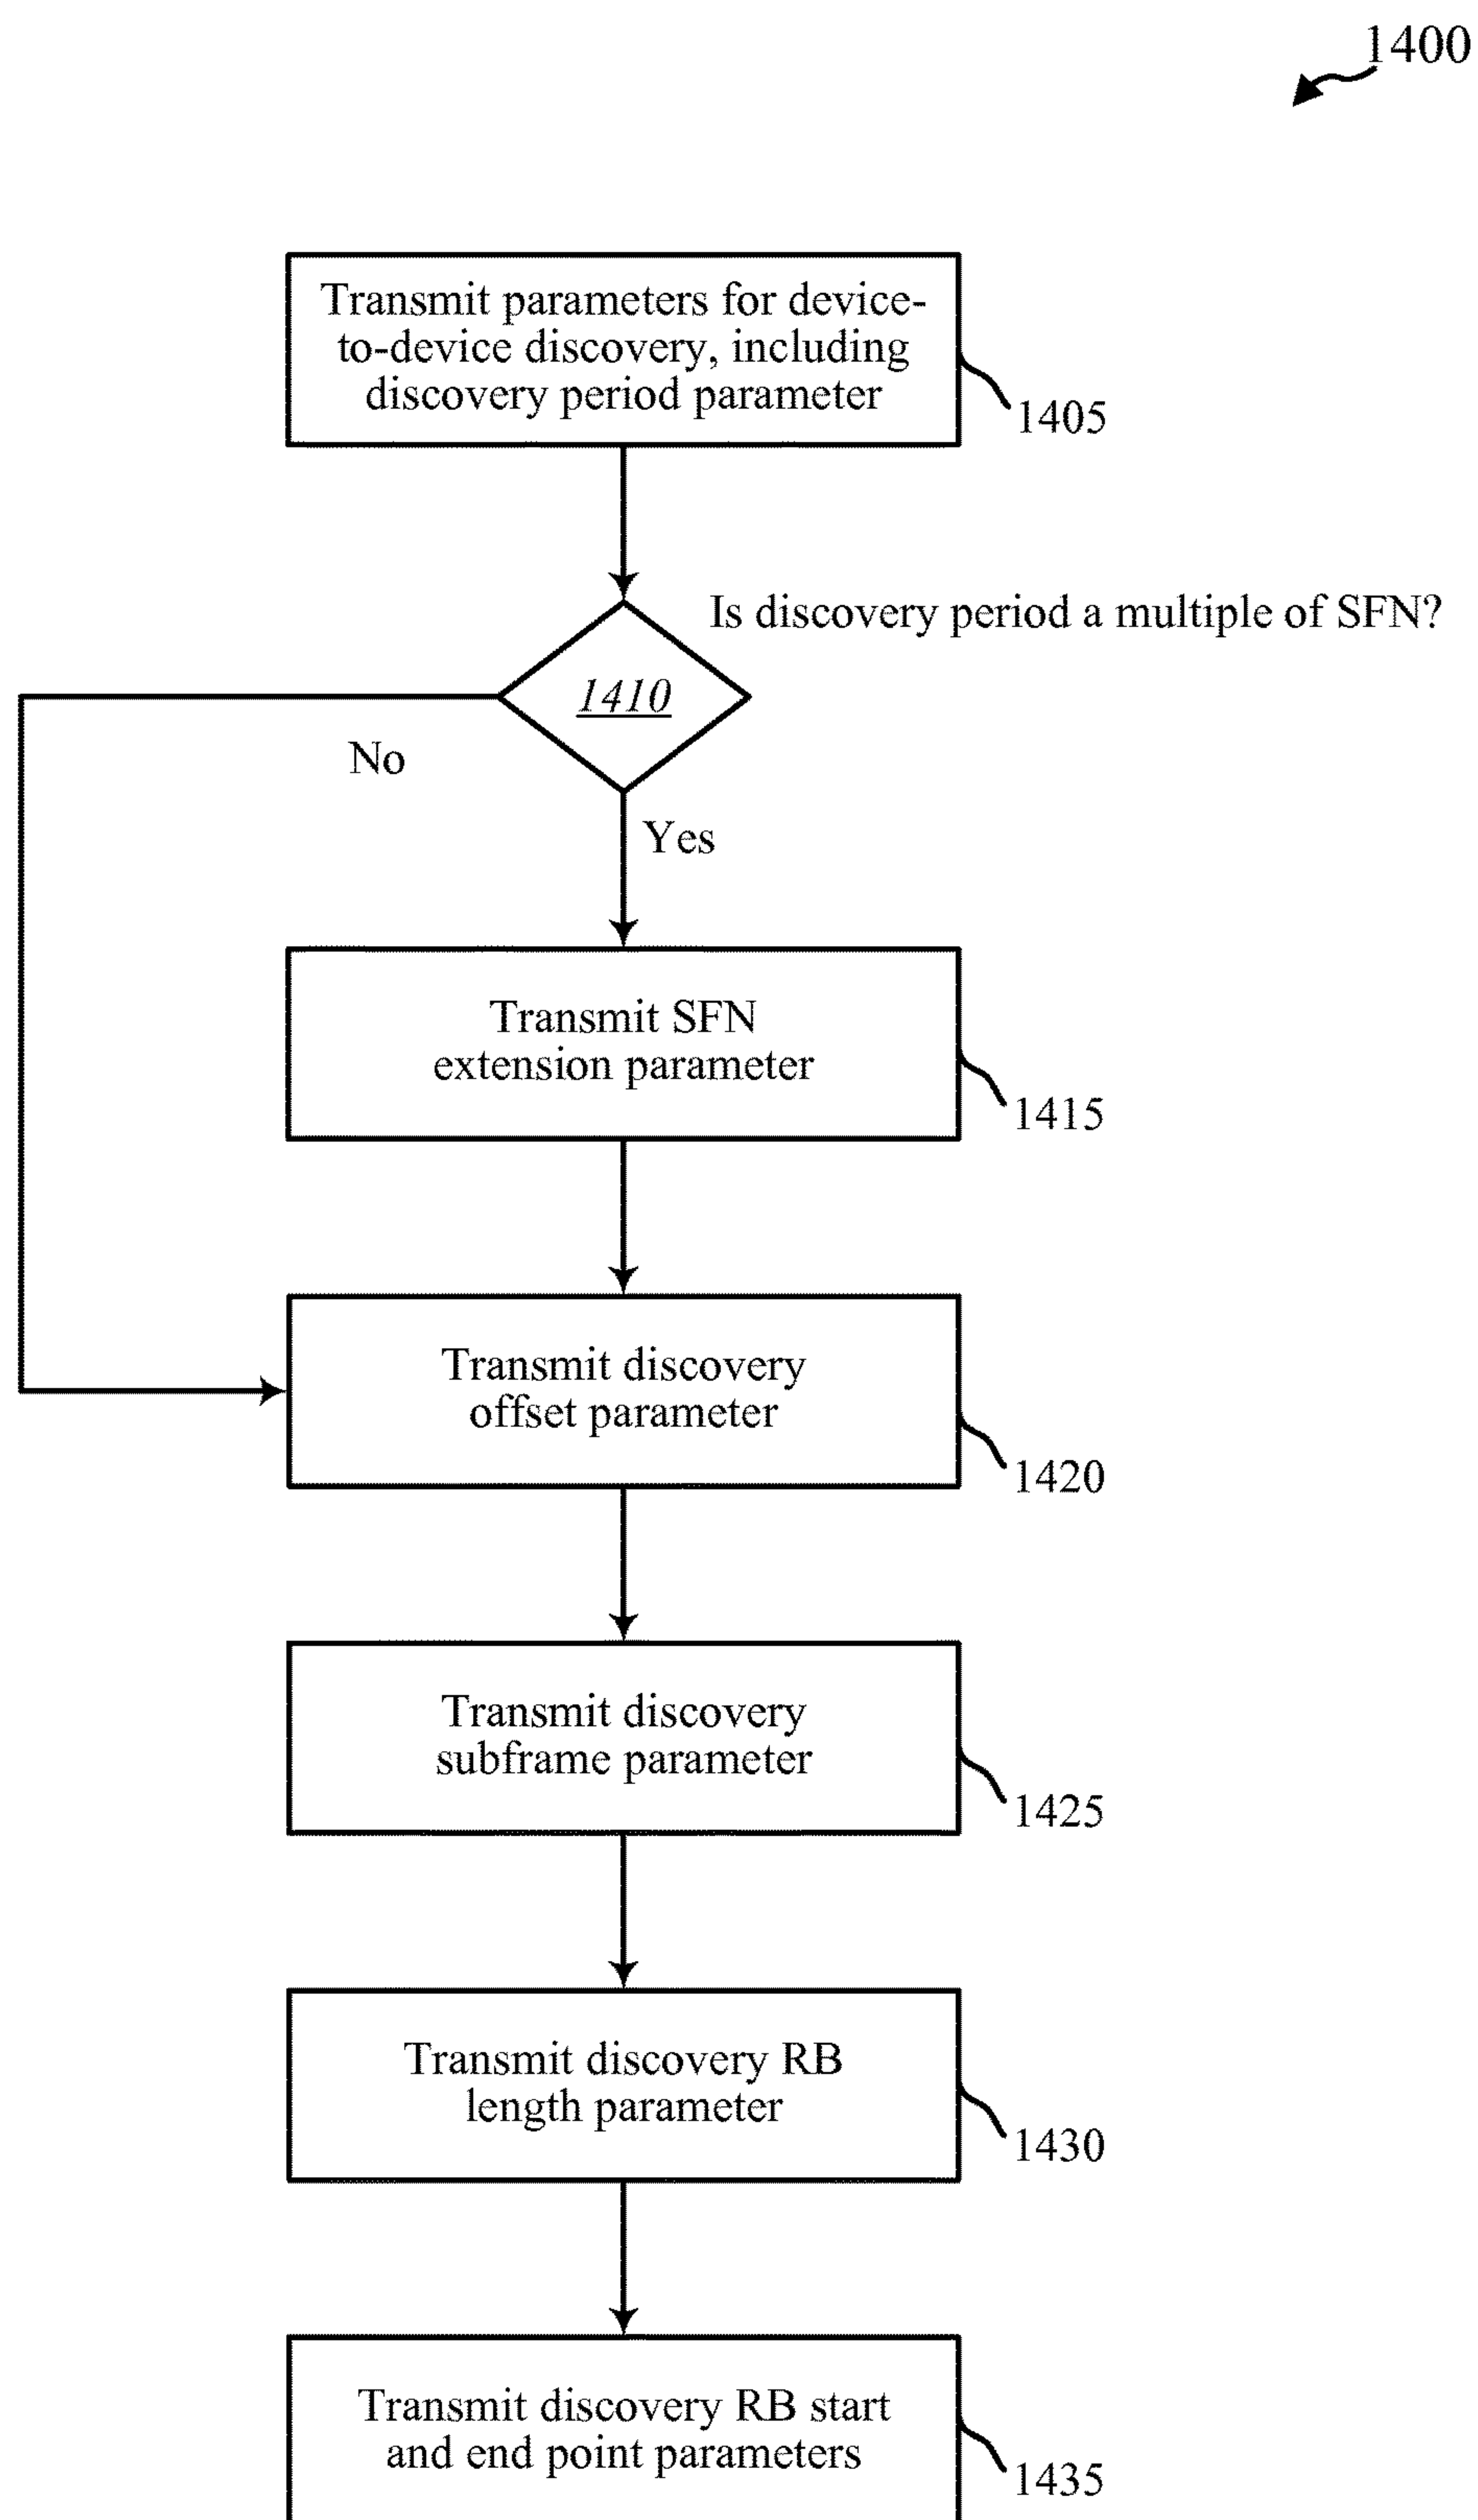 1400
Transmit parameters for device-
to-device discovery, including
discovery period parameter
1405
Is discovery period a multiple of SFN?
1410
No
Yes
Transmit SFN
extension parameter
1415
Transmit discovery
offset parameter
1420
Transmit discovery
subframe parameter
1425
Transmit discovery RB
length parameter
1430
Transmit discovery RB start
and end point parameters
1435